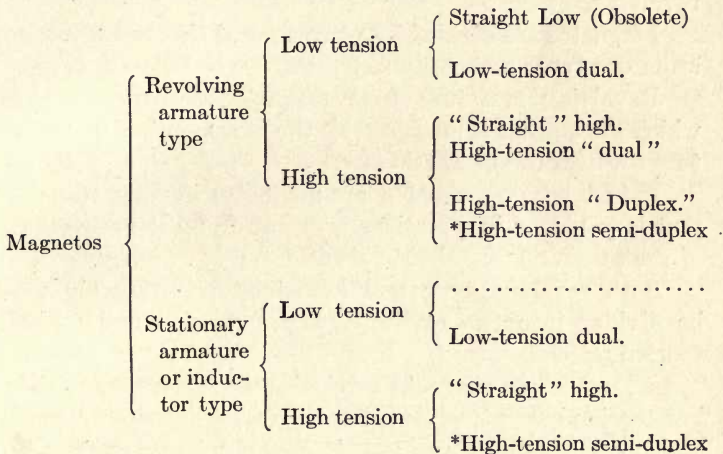 Magnetos
Revolving
armature
type
Low tension
Straight Low (Obsolete)
Low-tension dual.
High tension
“ Straight ” high.
High-tension “ dual ”
High-tension “ Duplex.”
*High-tension semi-duplex
Stationary
armature
or induc-
tor type
Low tension
. . . . . . . . . . . . . . . . . . . . . .
Low-tension dual.
High tension
“ Straight ” high.
*High-tension semi-duplex